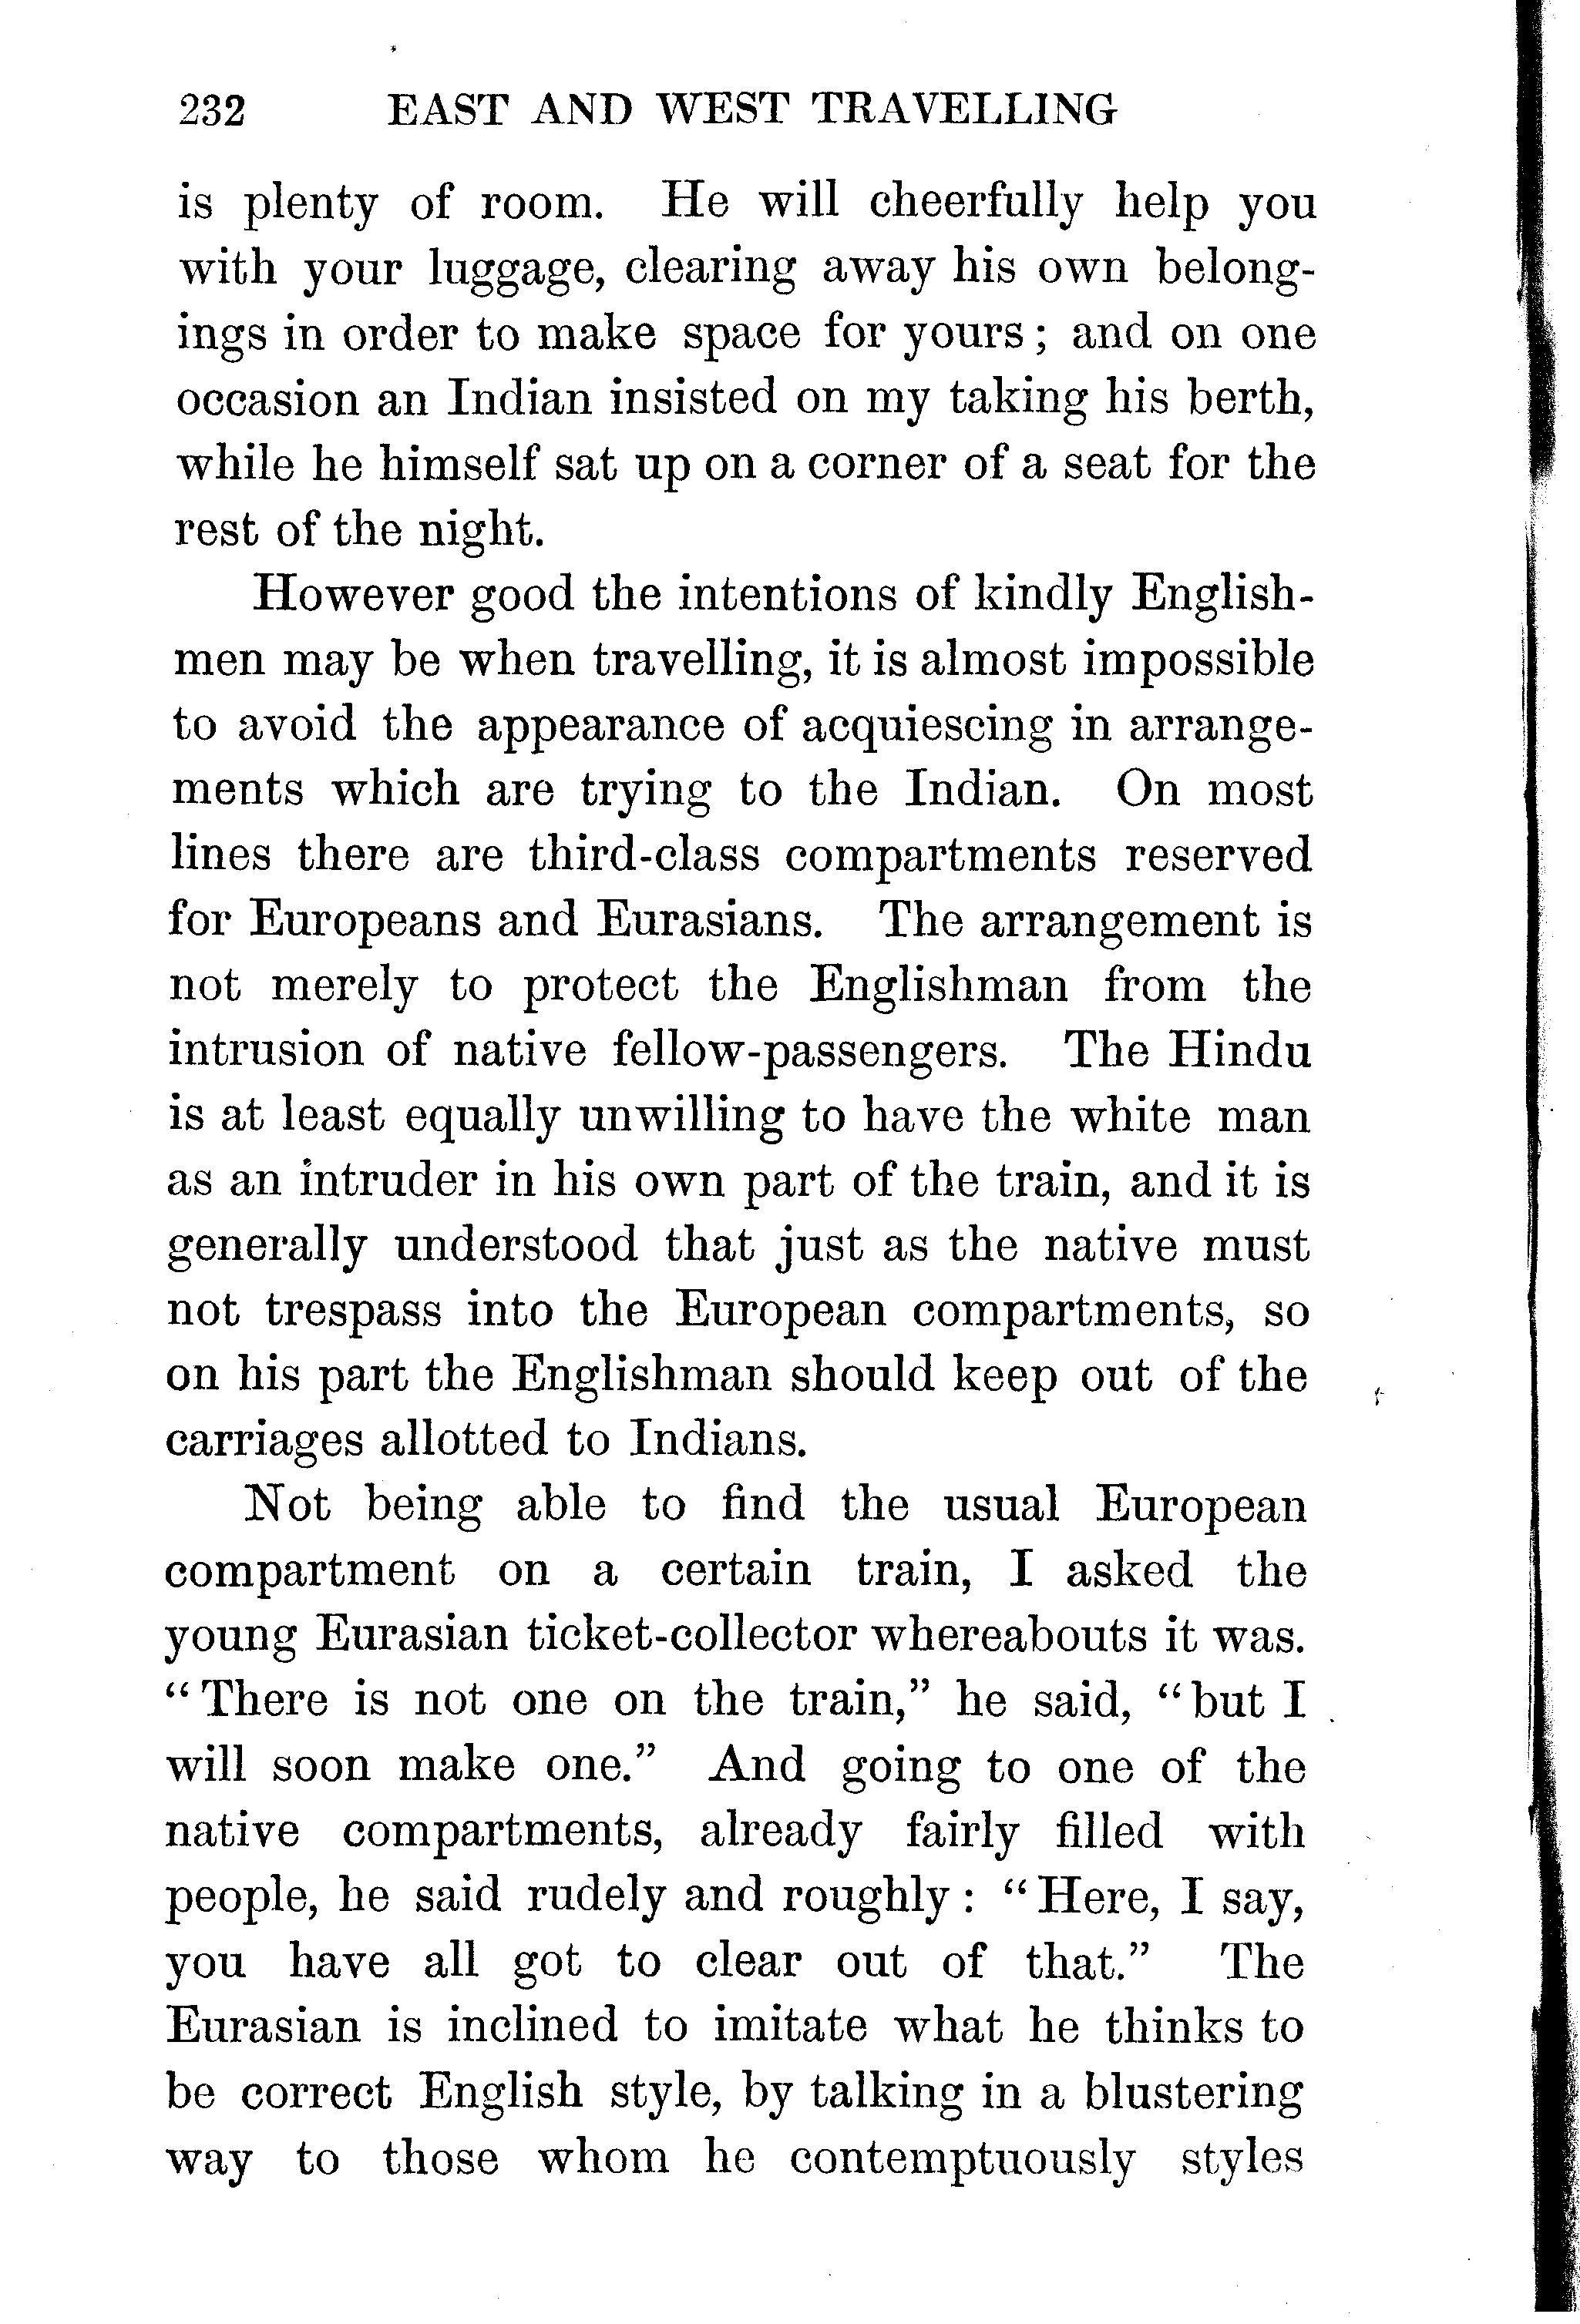 232 EAST AND WEST TRAVELLING
is plenty of room. He will cheerfully help you
with your luggage, clearing away his own belong-
ings in order to make space for yours; and on one
occasion an Indian insisted on my taking his berth,
while he himself sat up on a corner of a seat for the
rest of the night.
However good the intentions of kindly English-
men may be when travelling, it is almost impossible
to avoid the appearance of acquiescing in arrange-
ments which are trying to the Indian. On most
lines there are third-class compartments reserved
for Europeans and Eurasians. The arrangement is
not merely to protect the Englishman from the
intrusion of native fellow-passengers. The Hindu
is at least equally unwilling to have the white man
as an intruder in his own part of the train, and it is
generally understood that just as the native must
not trespass into the European compartments, so
on his part the Englishman should keep out of the
carriages allotted to Indians.
Not being able to find the usual European
compartment on a certain train, I asked the
young Eurasian ticket-collector whereabouts it was.
“There is not one on the train,” he said, “but I
will soon make one.” And going to one of the
native compartments, already fairly filled with
people, he said rudely and roughly: “Here, I say,
you have all got to clear out of that.” The
Eurasian is inclined to imitate what he thinks to
be correct English style, by talking in a blustering
way to those whom he contemptuously styles